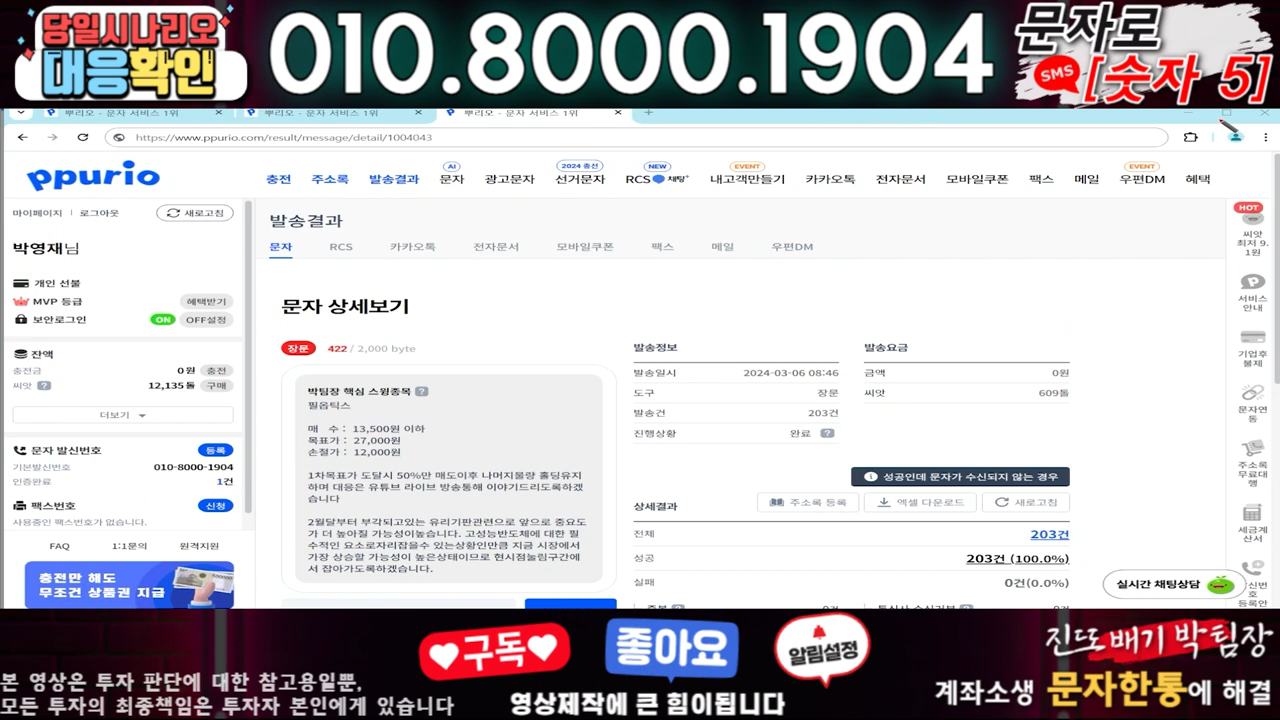 당일시나리오
대응확인
010.8000.1904
문자로
SMS
[숫자 5]
뿌리오 - 문자 서비스 1위
뿌리오 - 문자 서비스 1위
뿌리오 - 문자 서비스 1위
https://www.ppurio.com/result/message/detail/1004043
ppurio
충전
주소록
발송결과
AI
문자
광고문자
2024 총선
선거문자
NEW
RCS 채팅+
EVENT
내고객만들기
카카오톡
전자문서
모바일쿠폰
팩스
메일
EVENT
우편DM
혜택
마이페이지 | 로그아웃
새로고침
박영재님
개인 선불
MVP 등급
혜택받기
보안로그인
ON
OFF설정
잔액
충전금
0 원
충전
씨앗 ?
12,135 톨
구매
더보기
문자 발신번호
등록
기본발신번호
010-8000-1904
인증완료
1건
팩스번호
신청
사용중인 팩스번호가 없습니다.
FAQ
1:1문의
원격지원
충전만 해도
무조건 상품권 지급
발송결과
문자
RCS
카카오톡
전자문서
모바일쿠폰
팩스
메일
우편DM
문자 상세보기
장문
422 / 2,000 byte
박팀장 핵심 스윙종목 ?
필옵틱스
매 수 : 13,500원 이하
목표가 : 27,000원
손절가 : 12,000원
1차목표가 도달시 50%만 매도이후 나머지물량 홀딩유지
하며 대응은 유튜브 라이브 방송통해 이야기드리도록하겠
습니다
2월달부터 부각되고있는 유리기판관련으로 앞으로 중요도
가 더 높아질 가능성이높습니다. 고성능반도체에 대한 필
수적인 요소로자리잡을수 있는상황인만큼 지금 시장에서
가장 상승할 가능성이 높은상태이므로 현시점눌림구간에
서 잡아가도록하겠습니다.
발송정보
발송일시
2024-03-06 08:46
도구
장문
발송건
203건
진행상황
완료 ?
발송요금
금액
0원
씨앗
609톨
성공인데 문자가 수신되지 않는 경우
상세결과
주소록 등록
엑셀 다운로드
새로고침
전체
203건
성공
203건 (100.0%)
실패
0건(0.0%)
HOT
씨앗
최저 9.
1원
서비스
안내
기업후
불제
문자연
동
주소록
무료대
행
세금계
산서
등록안
실시간 채팅상담
본 영상은 투자 판단에 대한 참고용일뿐,
모든 투자의 최종책임은 투자자 본인에게 있습니다
구독
좋아요
알림설정
영상제작에 큰 힘이됩니다
진또배기 박팀장
계좌소생 문자한통에 해결